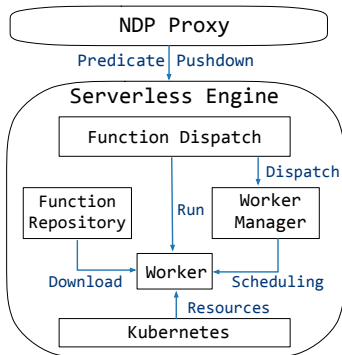 NDP Proxy
Predicate Pushdown
Serverless Engine
Function Dispatch
Dispatch
Function
Repository
Run
Worker
Manager
Download
Worker
Scheduling
Resources
Kubernetes